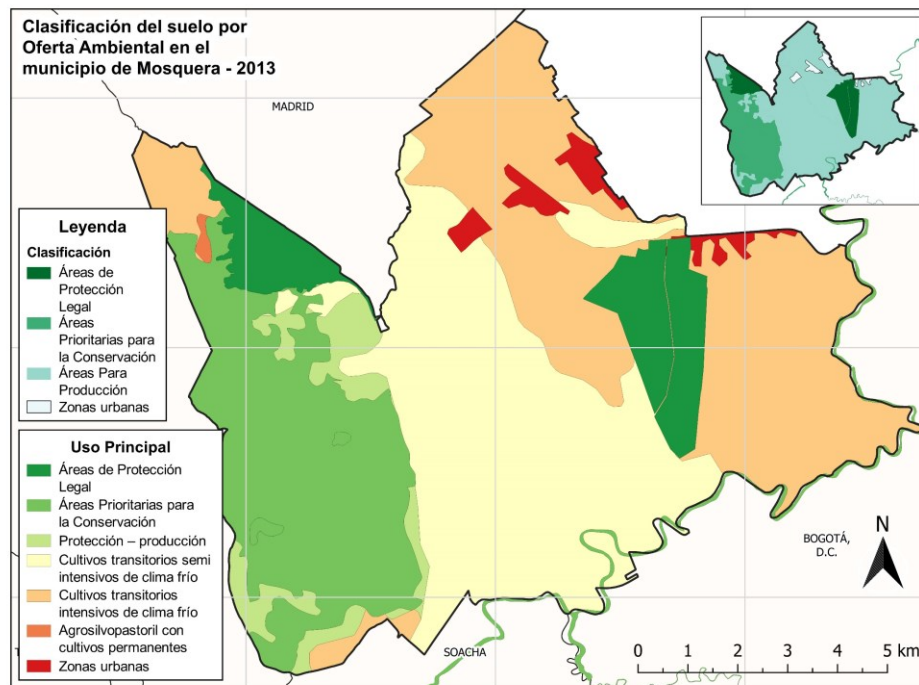 Clasificación del suelo por
Oferta Ambiental en el
municipio de Mosquera - 2013
MADRID
Leyenda
Clasificación
Áreas de
Protección
Legal
Áreas
Prioritarias para
la Conservación
Áreas Para
Producción
Zonas urbanas
Uso Principal
Áreas de Protección
Legal
Áreas Prioritarias para
la Conservación
Protección – producción
Cultivos transitorios semi
intensivos de clima frío
Cultivos transitorios
intensivos de clima frío
Agrosilvopastoril con
cultivos permanentes
Zonas urbanas
SOACHA
BOGOTÁ,
D.C.
N
0 1 2 3 4 5 km